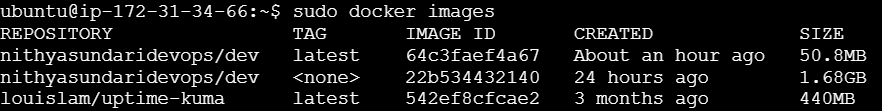 ubuntu@ip-172-31-34-66:~$ sudo docker images
REPOSITORY TAG IMAGE ID CREATED SIZE
nithyasundaridevops/dev latest 64c3faef4a67 About an hour ago 50.8MB
nithyasundaridevops/dev <none> 22b534432140 24 hours ago 1.68GB
louislam/uptime-kuma latest 542ef8cfcae2 3 months ago 440MB